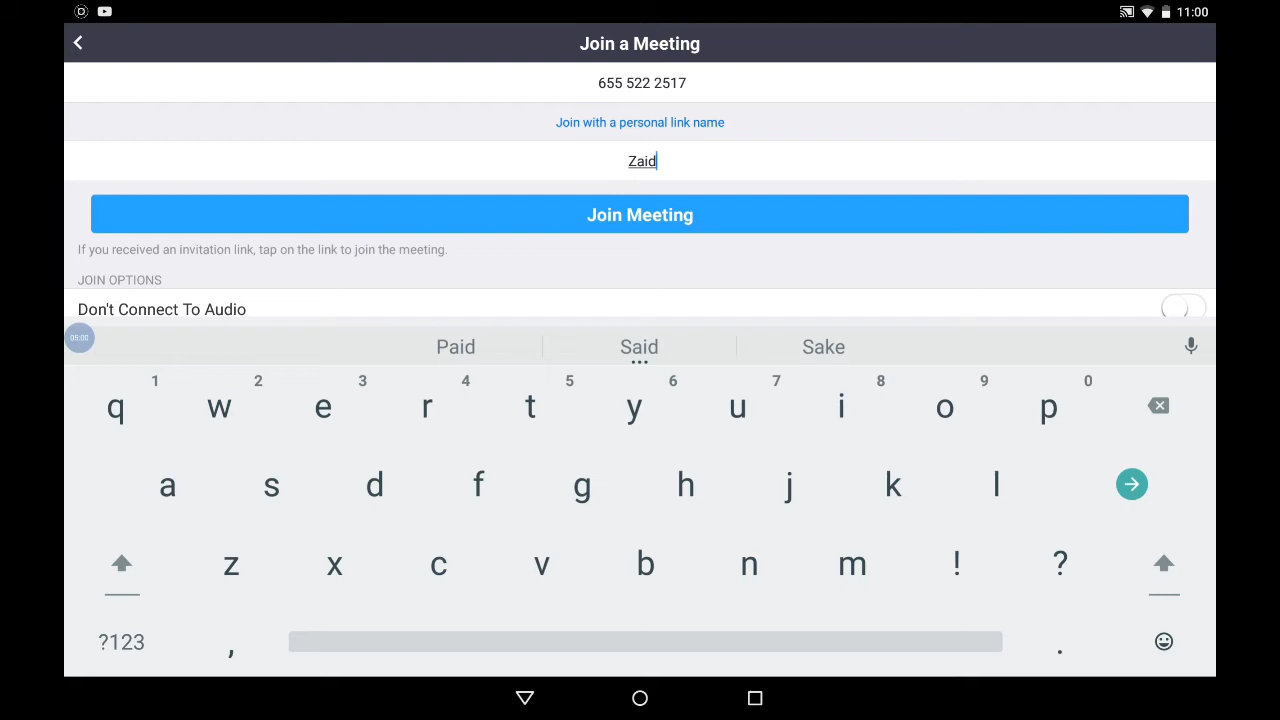 11:00
Join a Meeting
655 522 2517
Join with a personal link name
Zaid
Join Meeting
If you received an invitation link, tap on the link to join the meeting.
JOIN OPTIONS
Don't Connect To Audio
05:00
Paid Said Sake
1 2 3 4 5 6 7 8 9 0
q w e r t y u i o p
a s d f g h j k l
z x c v b n m ! ?
?123 , .